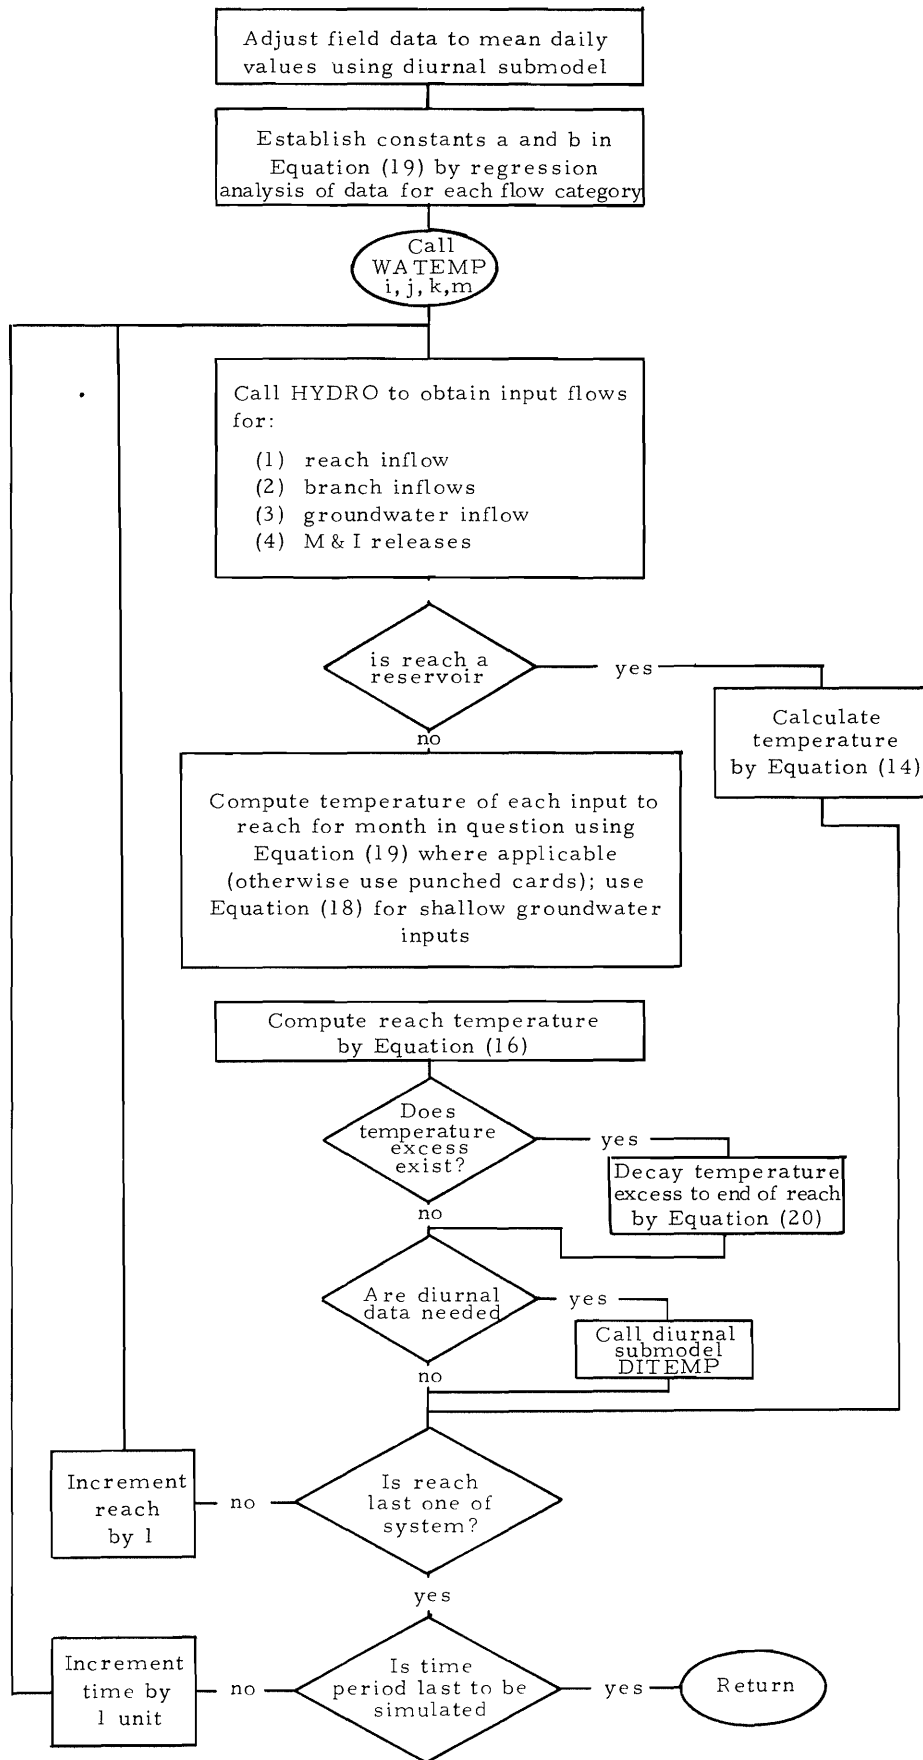 Adjust field data to mean daily
values using diurnal submodel
Establish constants a and b in
Equation (19) by regression
analysis of data for each flow category
Call
WATEMP
i, j, k,m
Call HYDRO to obtain input flows
for:
(1) reach inflow
(2) branch inflows
(3) groundwater inflow
(4) M & I releases
is reach a
reservoir
yes
no
Calculate
temperature
by Equation (14)
Compute temperature of each input to
reach for month in question using
Equation (19) where applicable
(otherwise use punched cards); use
Equation (18) for shallow groundwater
inputs
Compute reach temperature
by Equation (16)
Does
temperature
excess
exist?
yes
no
Decay temperature
excess to end of reach
by Equation (20)
Are diurnal
data needed
yes
no
Call diurnal
submodel
DITEMP
Is reach
last one of
system?
no
Increment
reach
by 1
yes
Is time
period last to be
simulated
no
Increment
time by
1 unit
yes
Return